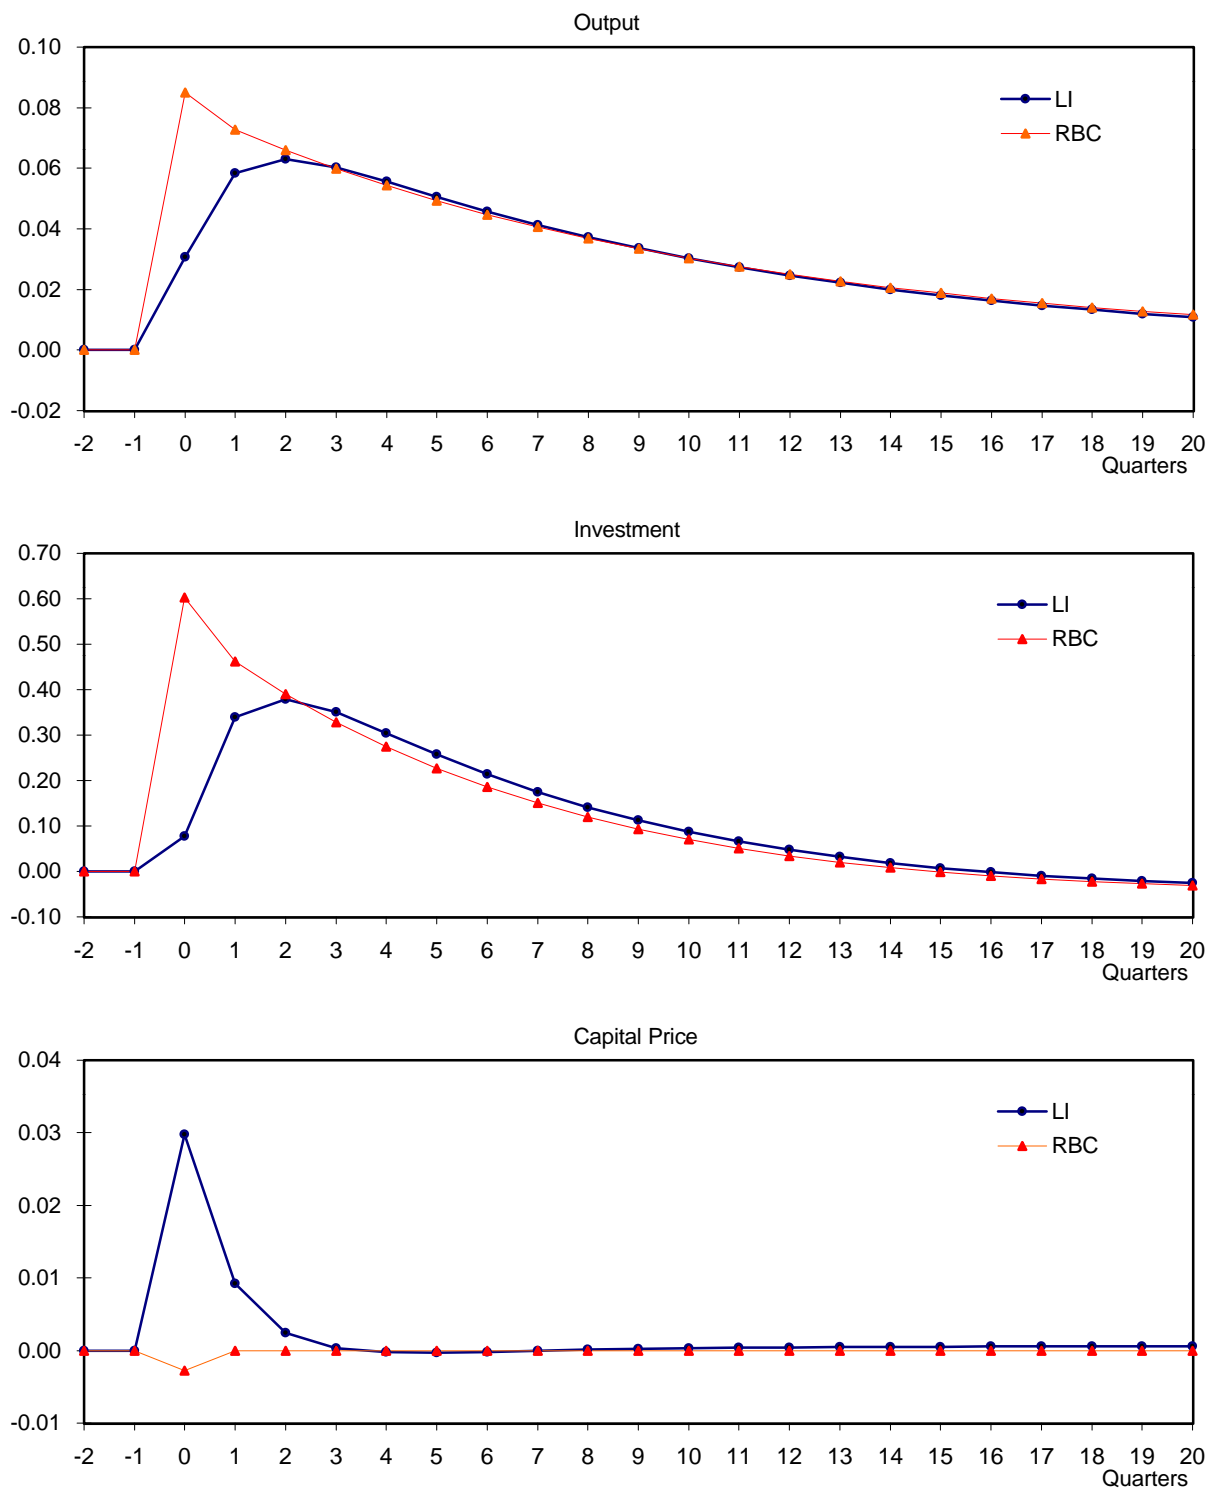 Output
0.10
0.08
0.06
0.04
0.02
0.00
-0.02
LI
RBC
-2 -1 0 1 2 3 4 5 6 7 8 9 10 11 12 13 14 15 16 17 18 19 20
Quarters
Investment
0.70
0.60
0.50
0.40
0.30
0.20
0.10
0.00
-0.10
LI
RBC
-2 -1 0 1 2 3 4 5 6 7 8 9 10 11 12 13 14 15 16 17 18 19 20
Quarters
Capital Price
0.04
0.03
0.02
0.01
0.00
-0.01
LI
RBC
-2 -1 0 1 2 3 4 5 6 7 8 9 10 11 12 13 14 15 16 17 18 19 20
Quarters